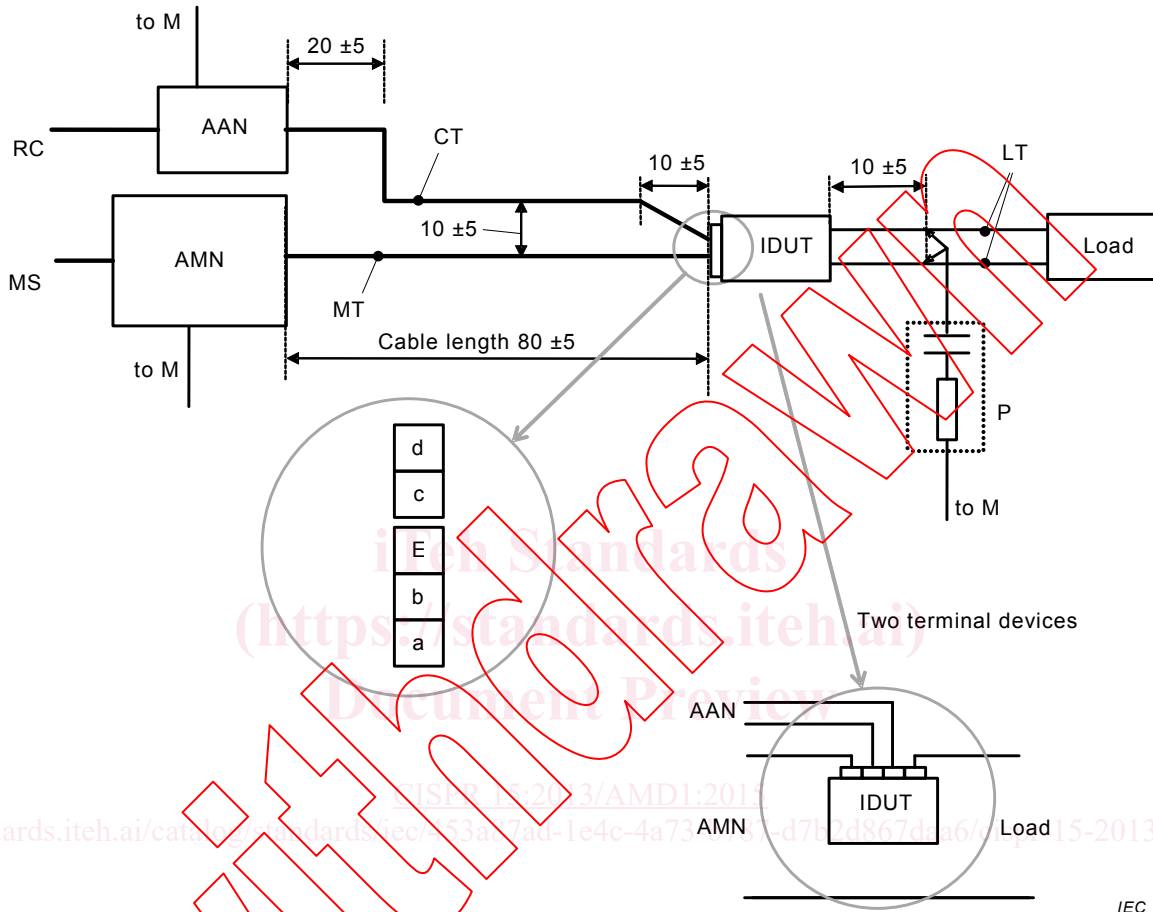 to M
20 ±5
AAN
RC
CT
LT
10 ±5
10 ±5
10 ±5
IDUT
Load
AMN
MS
MT
Cable length 80 ±5
to M
P
d
c
to M
E
iTeh Standards
b
(https://standards.iteh.ai)
Two terminal devices
a
Document Preview
AAN
CISPR 15:2013/AMD1:2015
IDUT
AMN
Load
IEC
Withdrawn